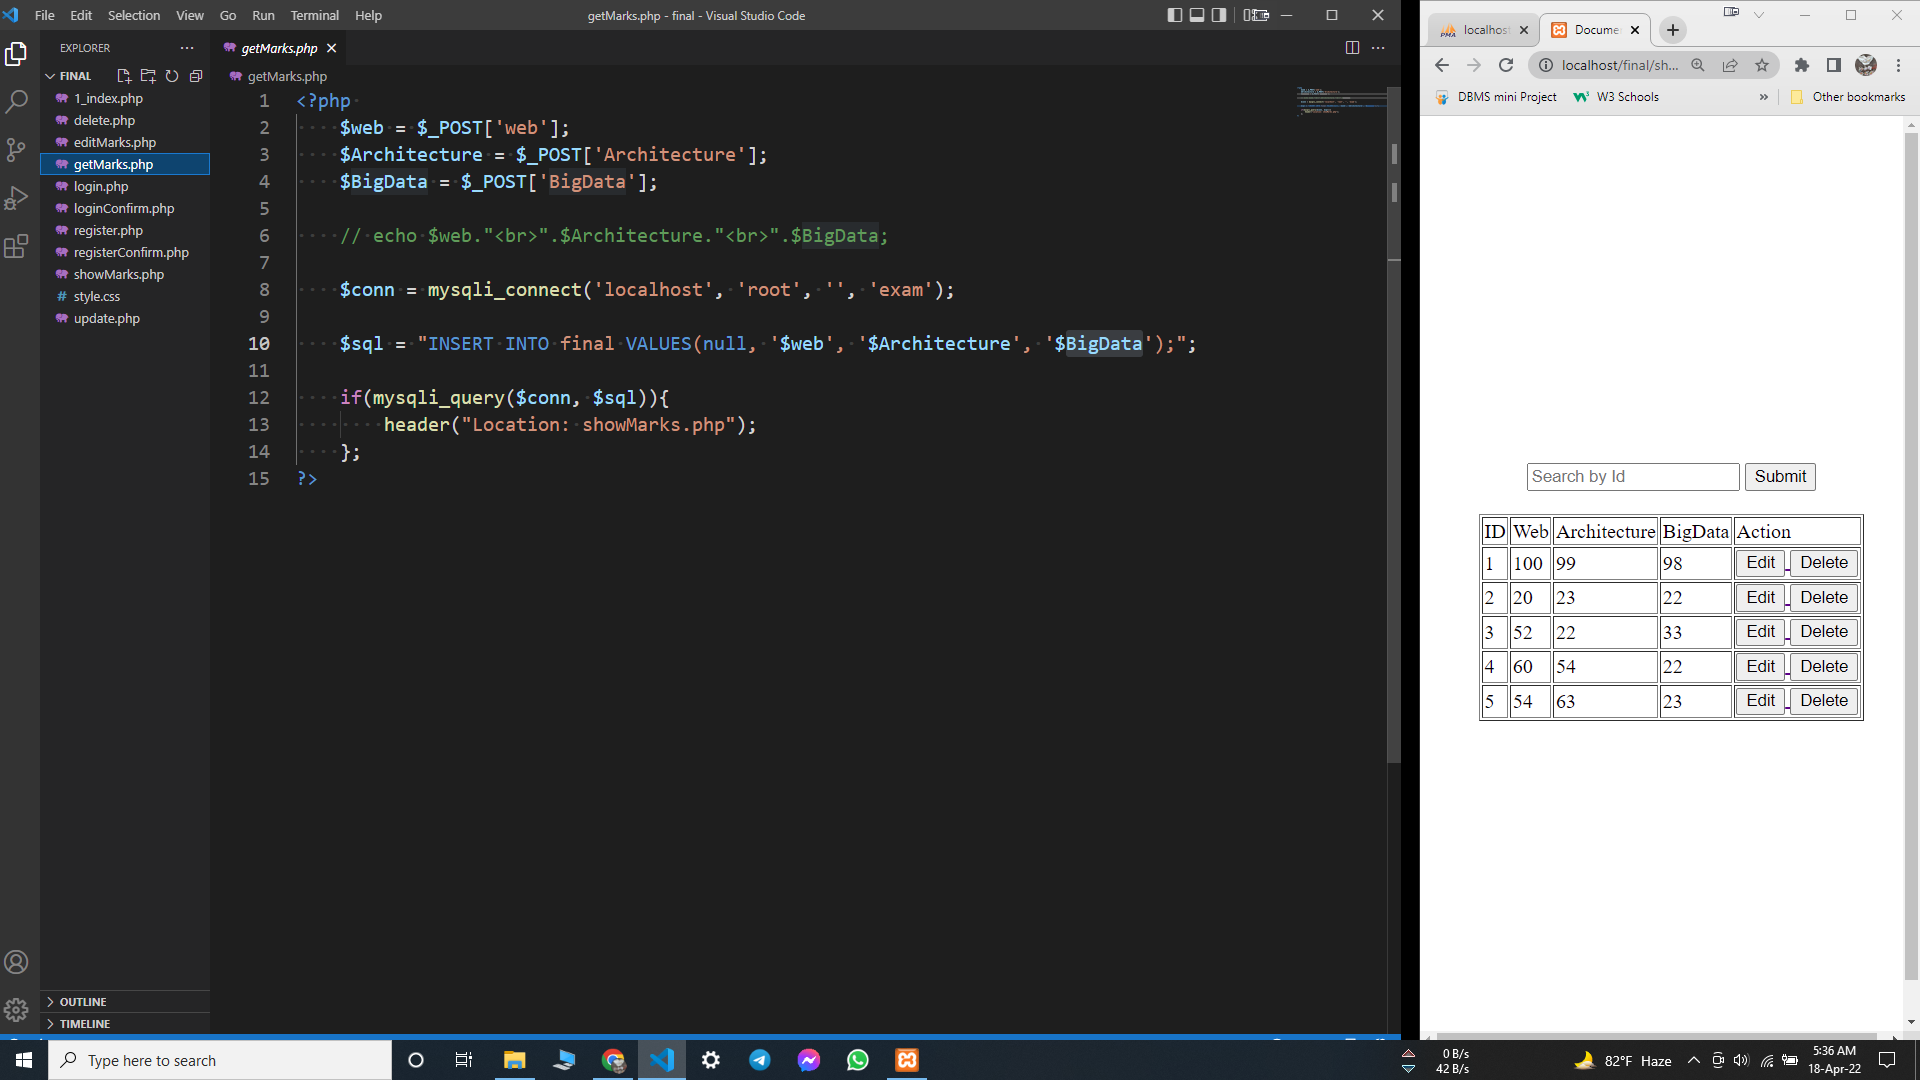 File Edit Selection View Go Run Terminal Help
getMarks.php - final - Visual Studio Code
EXPLORER
FINAL
1_index.php
delete.php
editMarks.php
getMarks.php
login.php
loginConfirm.php
register.php
registerConfirm.php
showMarks.php
style.css
update.php
OUTLINE
TIMELINE
getMarks.php
getMarks.php
1 <?php
2 $web = $_POST['web'];
3 $Architecture = $_POST['Architecture'];
4 $BigData = $_POST['BigData'];
5
6 // echo $web."<br>".$Architecture."<br>".$BigData;
7
8 $conn = mysqli_connect('localhost', 'root', '', 'exam');
9
10 $sql = "INSERT INTO final VALUES(null, '$web', '$Architecture', '$BigData');";
11
12 if(mysqli_query($conn, $sql)){
13 header("Location: showMarks.php");
14 };
15 ?>
localhost Docume
localhost/final/sh...
DBMS mini Project W3 Schools » Other bookmarks
Search by Id Submit
ID Web Architecture BigData Action
1 100 99 98 Edit Delete
2 20 23 22 Edit Delete
3 52 22 33 Edit Delete
4 60 54 22 Edit Delete
5 54 63 23 Edit Delete
Type here to search
0 B/s
42 B/s
82°F Haze
5:36 AM
18-Apr-22